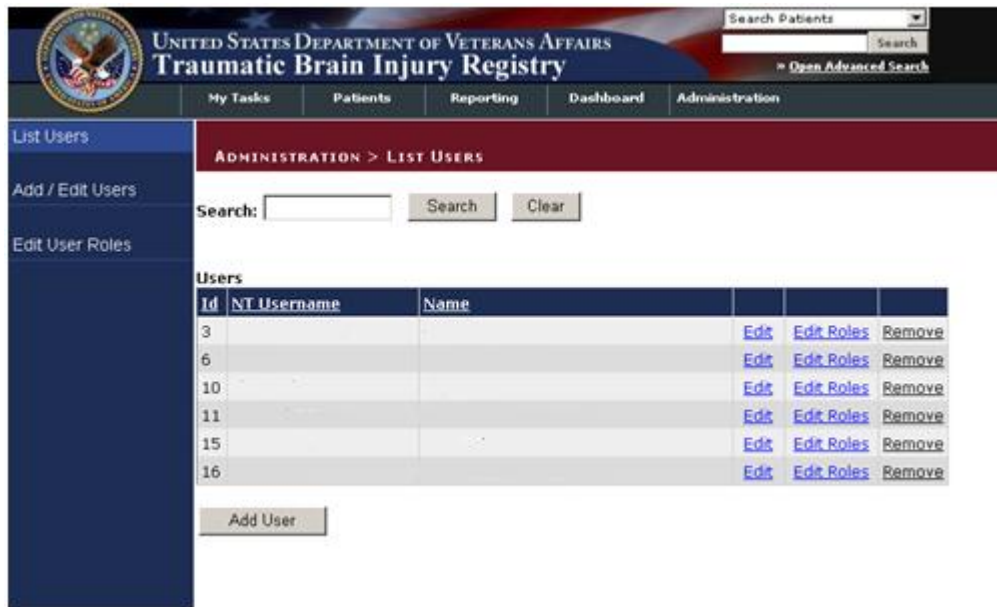 Search Patients
Search
UNITED STATES DEPARTMENT OF VETERANS AFFAIRS
Traumatic Brain Injury Registry
» Open Advanced Search
My Tasks Patients Reporting Dashboard Administration
List Users
ADMINISTRATION > LIST USERS
Add / Edit Users
Search: Search Clear
Edit User Roles
Users
Id NT Username Name
3 Edit Edit Roles Remove
6 Edit Edit Roles Remove
10 Edit Edit Roles Remove
11 Edit Edit Roles Remove
15 Edit Edit Roles Remove
16 Edit Edit Roles Remove
Add User